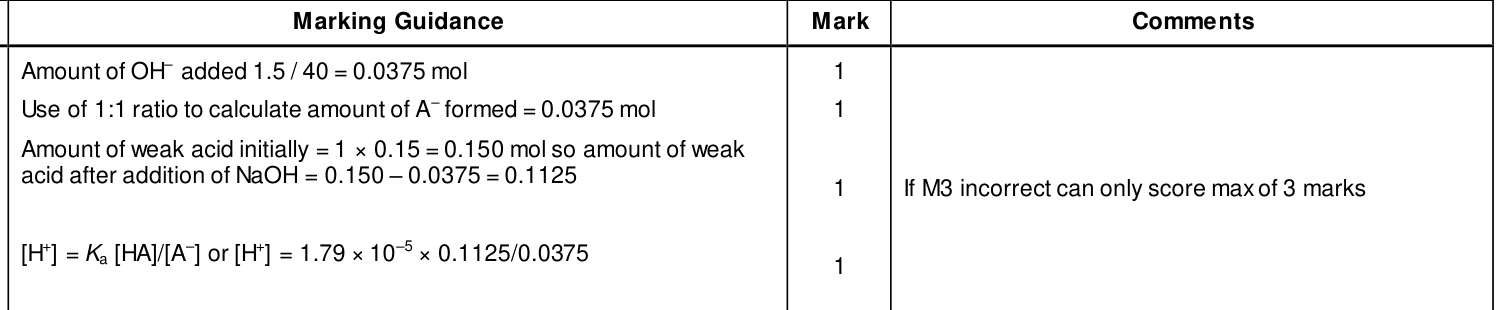 Marking Guidance Mark Comments
Amount of OH⁻ added 1.5 / 40 = 0.0375 mol 1
Use of 1:1 ratio to calculate amount of A⁻ formed = 0.0375 mol 1
Amount of weak acid initially = 1 × 0.15 = 0.150 mol so amount of weak
acid after addition of NaOH = 0.150 – 0.0375 = 0.1125 1 If M3 incorrect can only score max of 3 marks
[H⁺] = Kₐ [HA]/[A⁻] or [H⁺] = 1.79 × 10⁻⁵ × 0.1125/0.0375 1